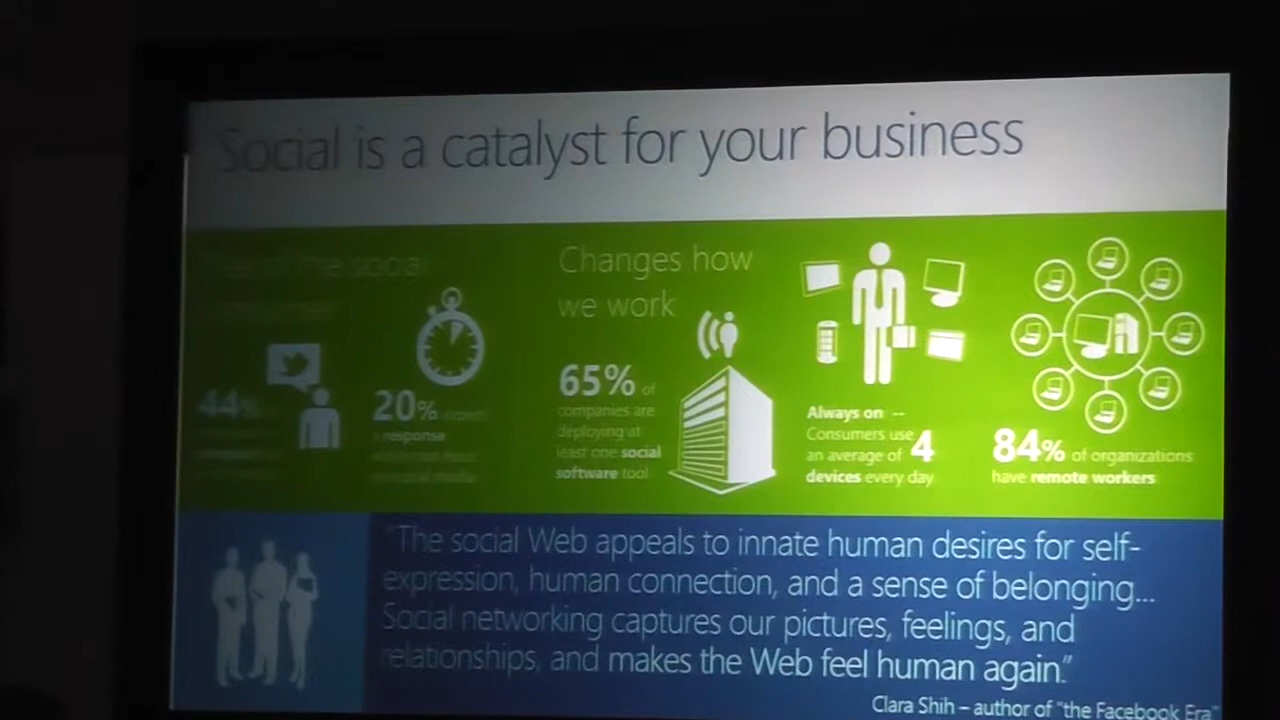 Social is a catalyst for your business
the social
44%
20% expect
a response
Changes how
we work
65% of
companies are
deploying at
least one social
software tool
Always on --
Consumers use
an average of 4
devices every day
84% of organizations
have remote workers
"The social Web appeals to innate human desires for self-
expression, human connection, and a sense of belonging...
Social networking captures our pictures, feelings, and
relationships, and makes the Web feel human again."
Clara Shih – author of "the Facebook Era"